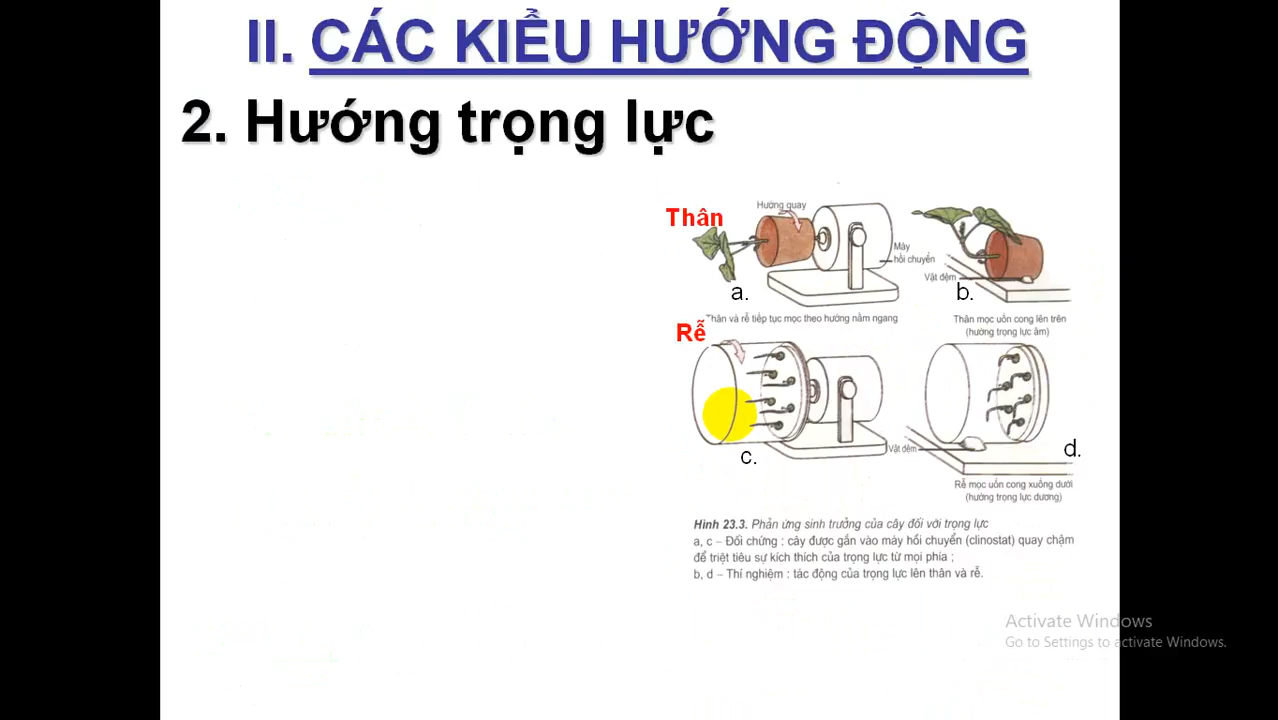 II. CÁC KIỂU HƯỚNG ĐỘNG
2. Hướng trọng lực
Thân
Hướng quay
Máy
hồi chuyển
Vật đệm
a.
b.
Thân và rễ tiếp tục mọc theo hướng nằm ngang
Thân mọc uốn cong lên trên
(hướng trọng lực âm)
Rễ
Vật đệm
c.
d.
Rễ mọc uốn cong xuống dưới
(hướng trọng lực dương)
Hình 23.3. Phản ứng sinh trưởng của cây đối với trọng lực
a, c – Đối chứng : cây được gắn vào máy hồi chuyển (clinostat) quay chậm
để triệt tiêu sự kích thích của trọng lực từ mọi phía ;
b, d – Thí nghiệm : tác động của trọng lực lên thân và rễ.
Activate Windows
Go to Settings to activate Windows.